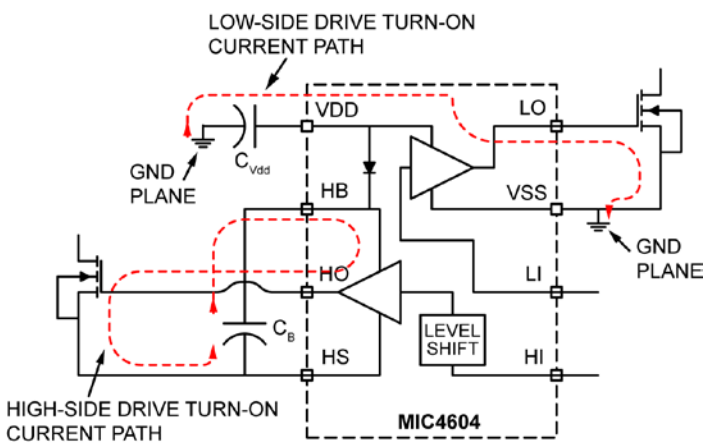 LOW-SIDE DRIVE TURN-ON
CURRENT PATH
VDD
LO
GND
PLANE
CVdd
HB
VSS
GND
PLANE
HO
LI
CB
LEVEL
SHIFT
HS
HI
HIGH-SIDE DRIVE TURN-ON
CURRENT PATH
MIC4604